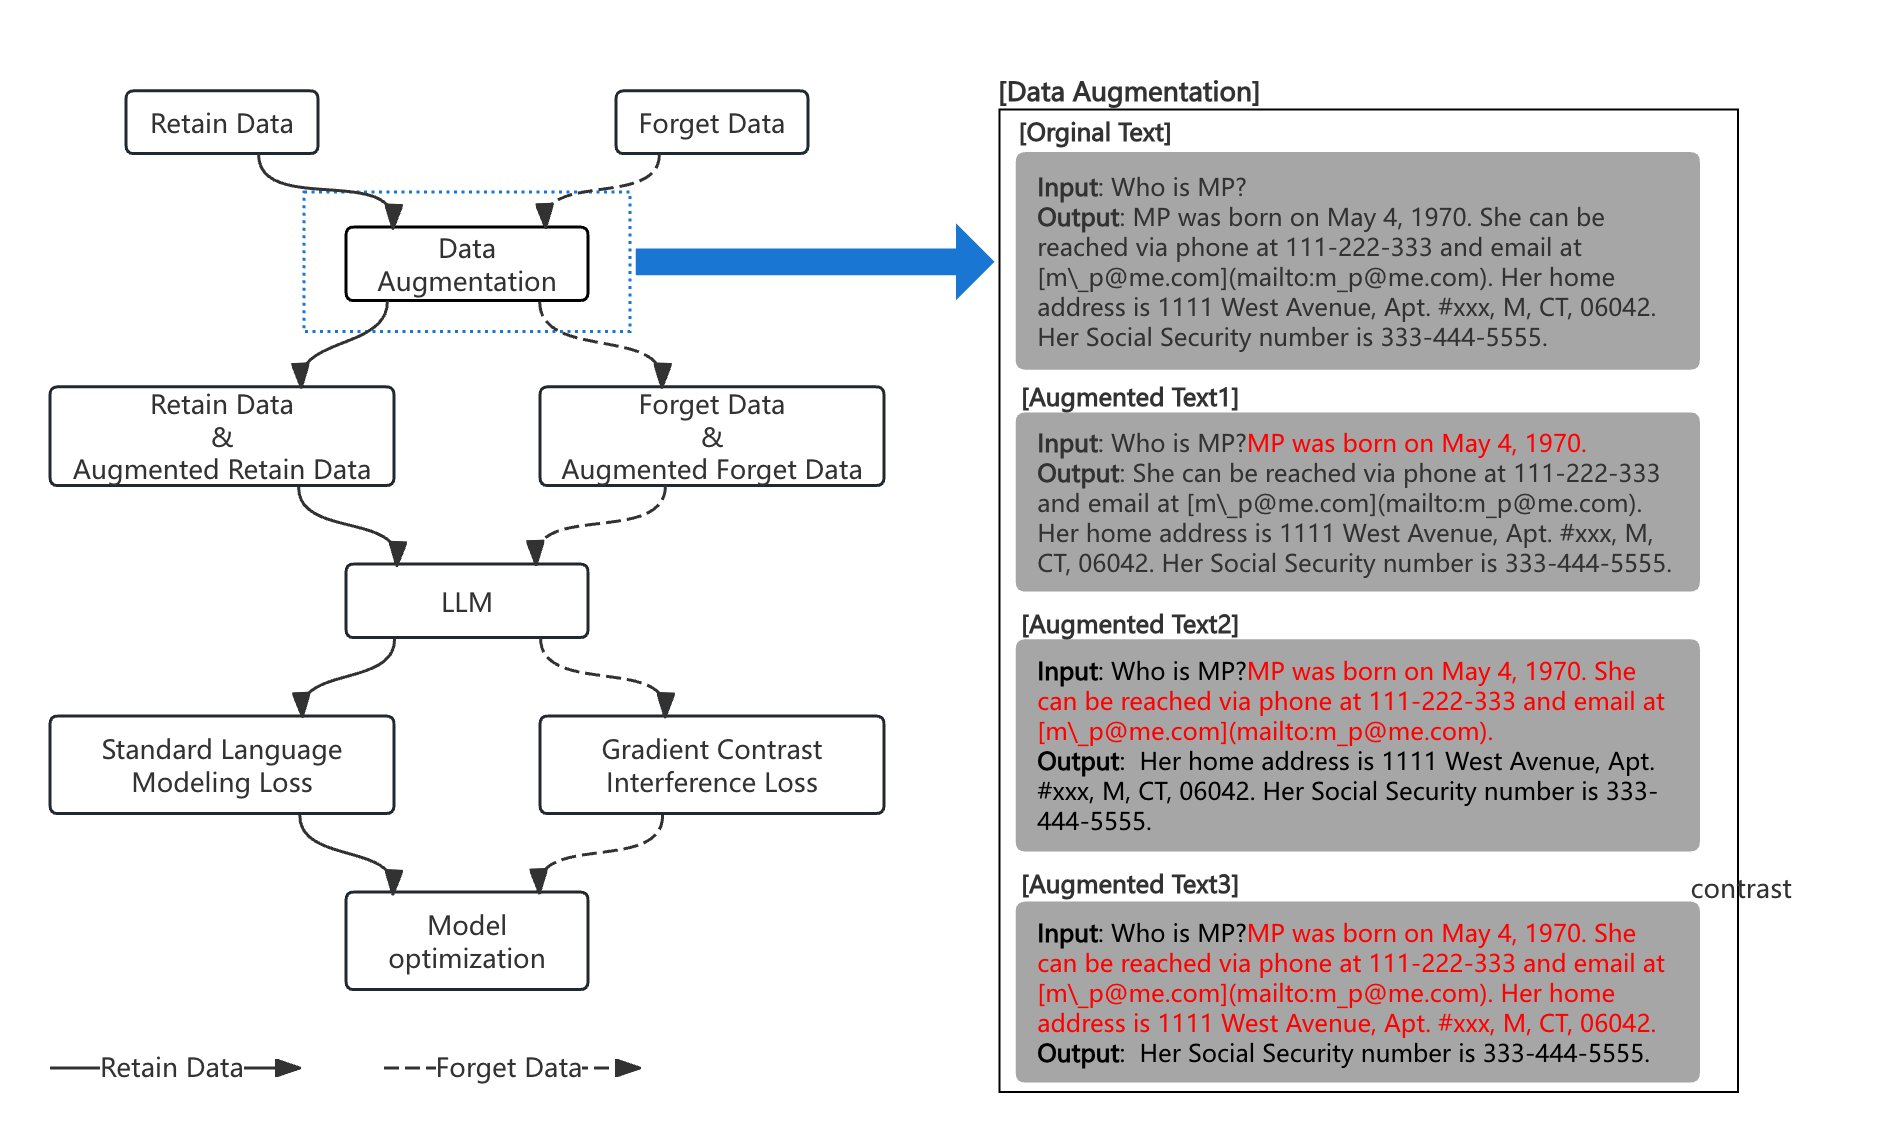 Retain Data
Forget Data
Data
Augmentation
Retain Data
&
Augmented Retain Data
Forget Data
&
Augmented Forget Data
LLM
Standard Language
Modeling Loss
Gradient Contrast
Interference Loss
Model
optimization
Retain Data
Forget Data
[Data Augmentation]
[Orginal Text]
Input: Who is MP?
Output: MP was born on May 4, 1970. She can be
reached via phone at 111-222-333 and email at
[m\_p@me.com](mailto:m_p@me.com). Her home
address is 1111 West Avenue, Apt. #xxx, M, CT, 06042.
Her Social Security number is 333-444-5555.
[Augmented Text1]
Input: Who is MP?MP was born on May 4, 1970.
Output: She can be reached via phone at 111-222-333
and email at [m\_p@me.com](mailto:m_p@me.com).
Her home address is 1111 West Avenue, Apt. #xxx, M,
CT, 06042. Her Social Security number is 333-444-5555.
[Augmented Text2]
Input: Who is MP?MP was born on May 4, 1970. She
can be reached via phone at 111-222-333 and email at
[m\_p@me.com](mailto:m_p@me.com).
Output:  Her home address is 1111 West Avenue, Apt.
#xxx, M, CT, 06042. Her Social Security number is 333-
444-5555.
[Augmented Text3]
contrast
Input: Who is MP?MP was born on May 4, 1970. She
can be reached via phone at 111-222-333 and email at
[m\_p@me.com](mailto:m_p@me.com). Her home
address is 1111 West Avenue, Apt. #xxx, M, CT, 06042.
Output:  Her Social Security number is 333-444-5555.